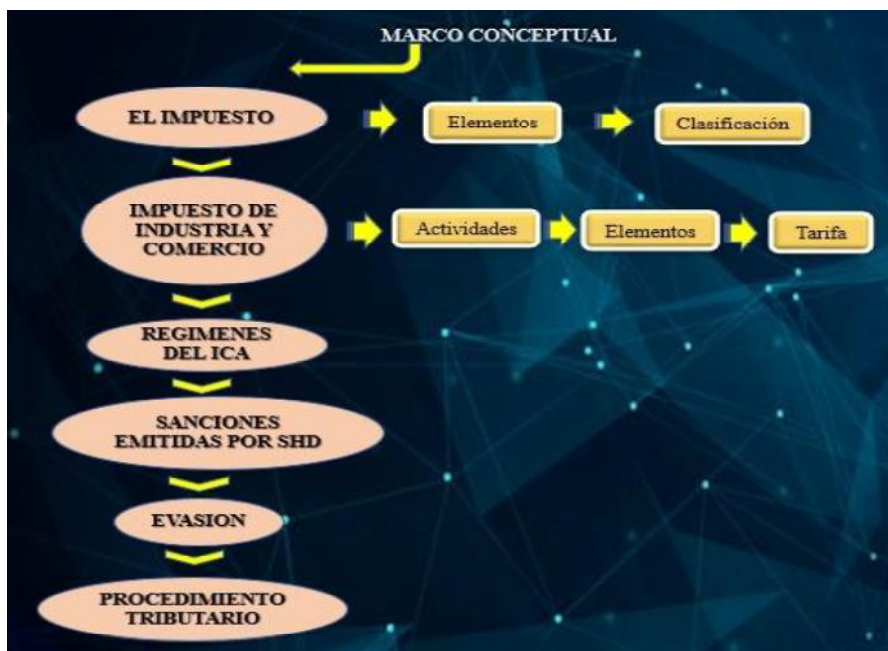 MARCO CONCEPTUAL
EL IMPUESTO
Elementos
Clasificación
IMPUESTO DE
INDUSTRIA Y
COMERCIO
Actividades
Elementos
Tarifa
REGIMENES
DEL ICA
SANCIONES
EMITIDAS POR SHD
EVASION
PROCEDIMIENTO
TRIBUTARIO